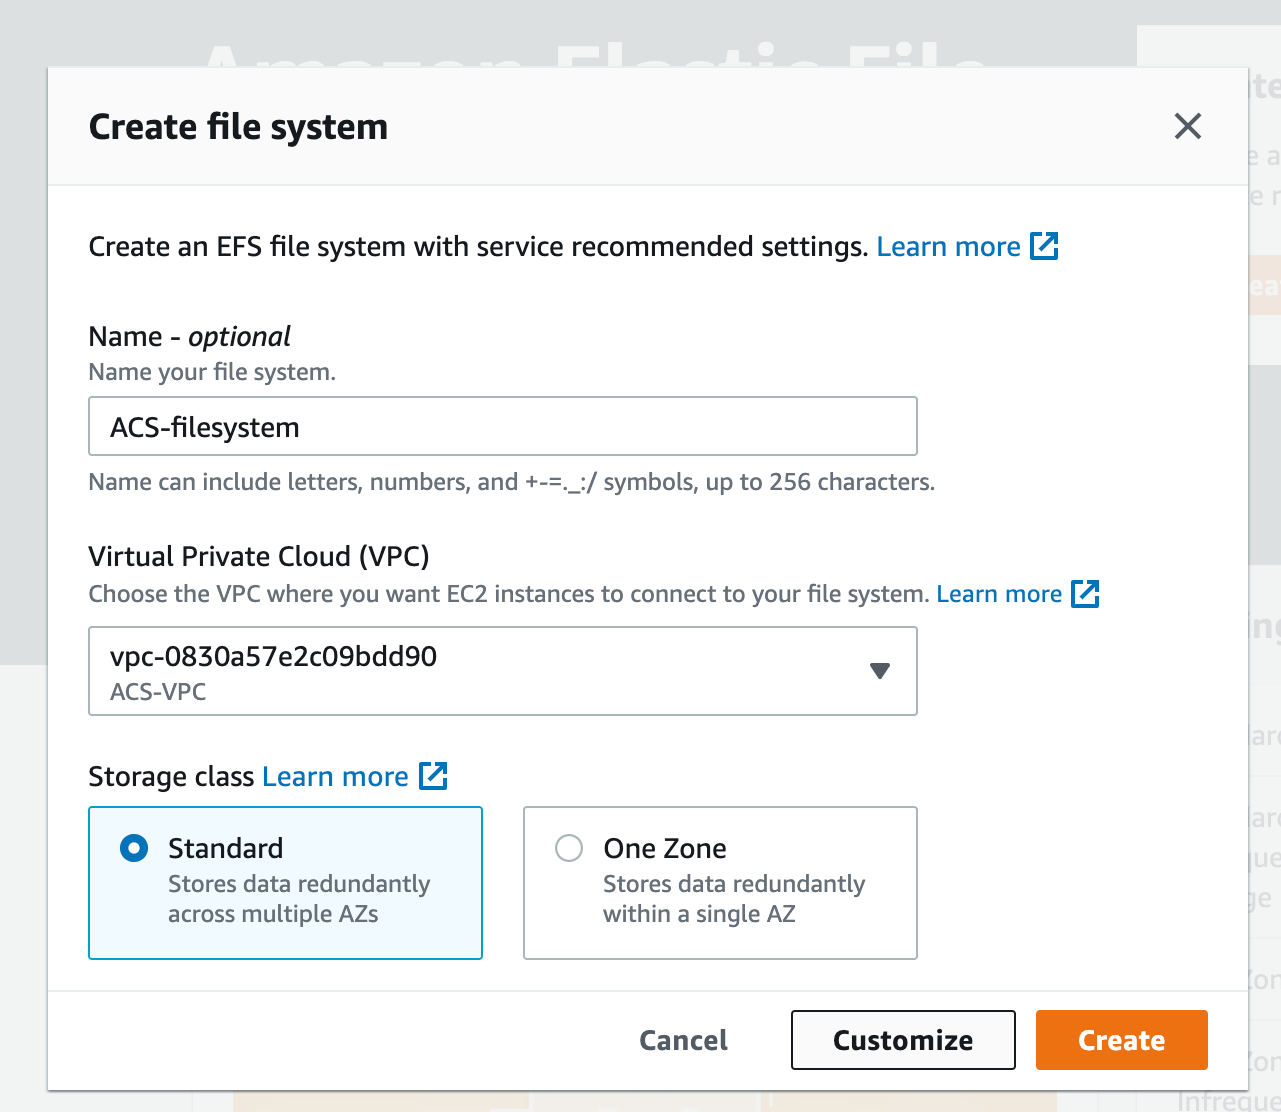 Amazon Elastic File
Create file system
Create an EFS file system with service recommended settings. Learn more
Name - optional
Name your file system.
ACS-filesystem
Name can include letters, numbers, and +-=._:/ symbols, up to 256 characters.
Virtual Private Cloud (VPC)
Choose the VPC where you want EC2 instances to connect to your file system. Learn more
vpc-0830a57e2c09bdd90
ACS-VPC
Storage class Learn more
Standard
Stores data redundantly
across multiple AZs
One Zone
Stores data redundantly
within a single AZ
Cancel
Customize
Create